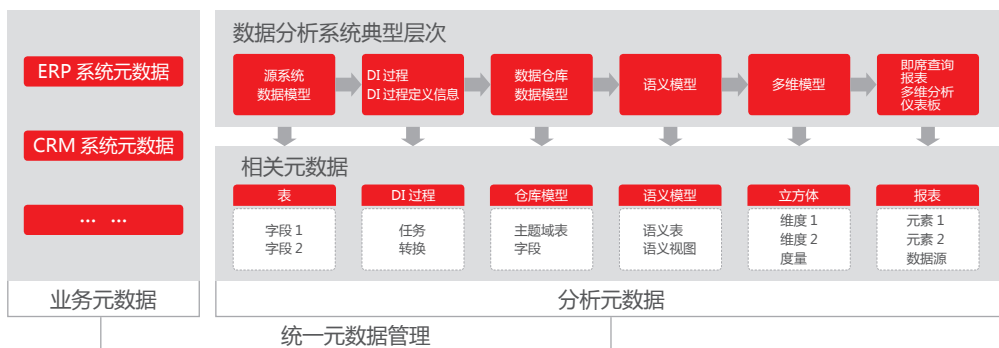 ERP 系统元数据
CRM 系统元数据
... ...
业务元数据
数据分析系统典型层次
源系统
数据模型
DI 过程
DI 过程定义信息
数据仓库
数据模型
语义模型
多维模型
即席查询
报表
多维分析
仪表板
相关元数据
表
字段 1
字段 2
DI 过程
任务
转换
仓库模型
主题域表
字段
语义模型
语义表
语义视图
立方体
维度 1
维度 2
度量
报表
元素 1
元素 2
数据源
分析元数据
统一元数据管理